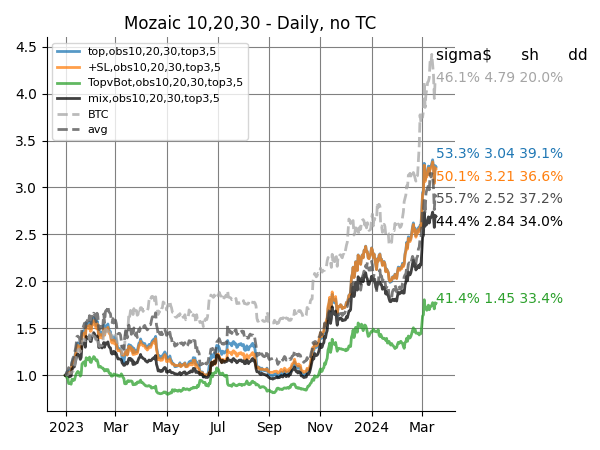 Mozaic 10,20,30 - Daily, no TC
sigma$ sh dd
top,obs10,20,30,top3,5
+SL,obs10,20,30,top3,5
TopvBot,obs10,20,30,top3,5
mix,obs10,20,30,top3,5
BTC
avg
46.1% 4.79 20.0%
53.3% 3.04 39.1%
50.1% 3.21 36.6%
55.7% 2.52 37.2%
44.4% 2.84 34.0%
41.4% 1.45 33.4%
4.5
4.0
3.5
3.0
2.5
2.0
1.5
1.0
2023 Mar May Jul Sep Nov 2024 Mar